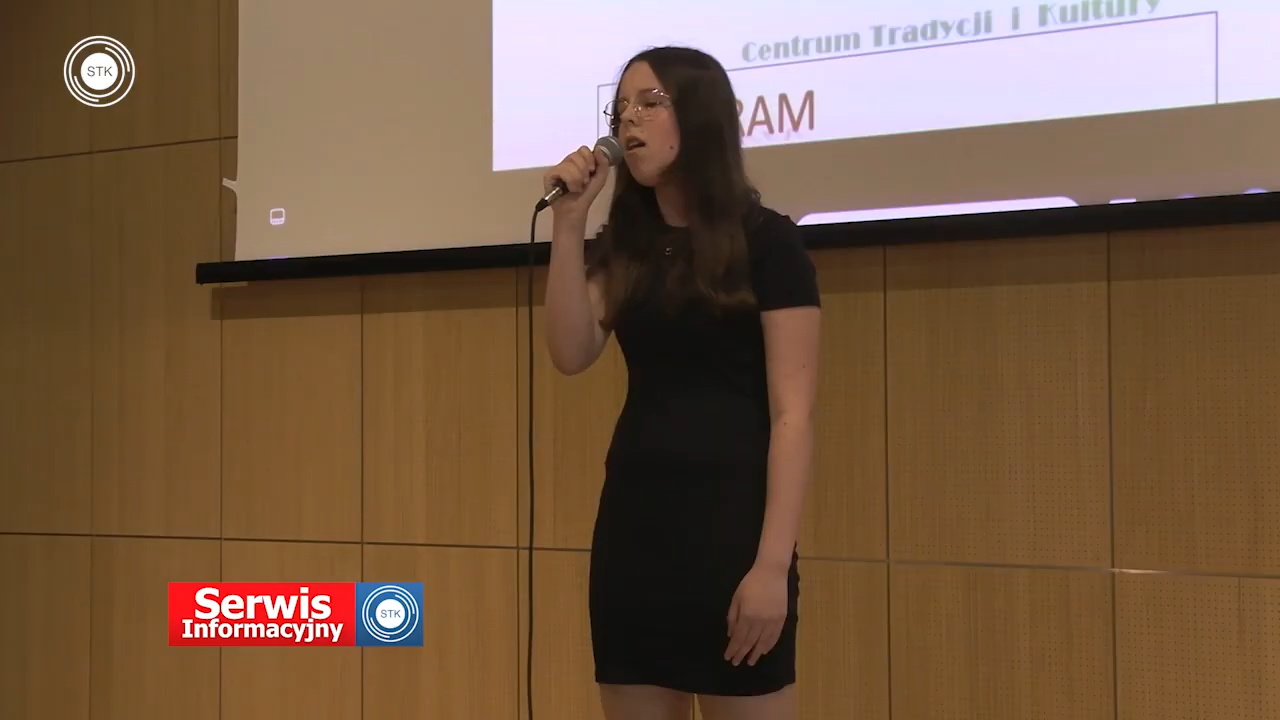 STK
Centrum Tradycji i Kultury
RAM
Serwis
Informacyjny
STK